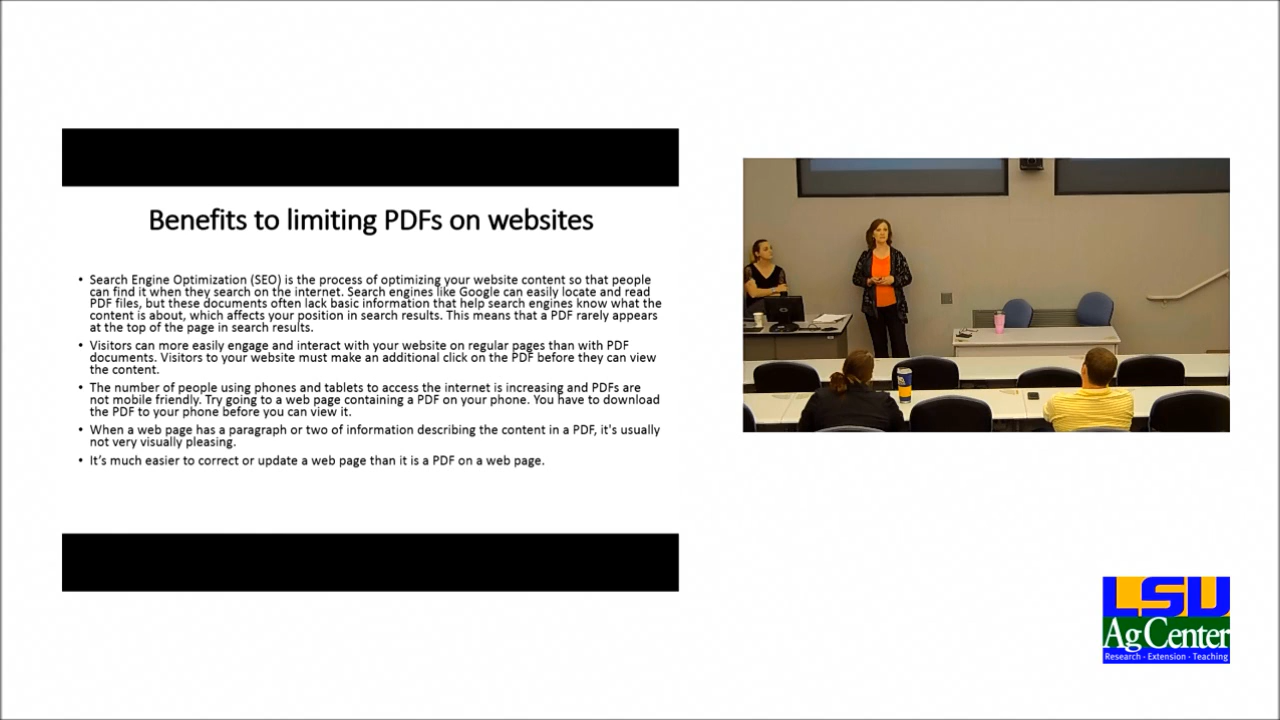 Benefits to limiting PDFs on websites
• Search Engine Optimization (SEO) is the process of optimizing your website content so that people
can find it when they search on the internet. Search engines like Google can easily locate and read
PDF files, but these documents often lack basic information that help search engines know what the
content is about, which affects your position in search results. This means that a PDF rarely appears
at the top of the page in search results.
• Visitors can more easily engage and interact with your website on regular pages than with PDF
documents. Visitors to your website must make an additional click on the PDF before they can view
the content.
• The number of people using phones and tablets to access the internet is increasing and PDFs are
not mobile friendly. Try going to a web page containing a PDF on your phone. You have to download
the PDF to your phone before you can view it.
• When a web page has a paragraph or two of information describing the content in a PDF, it's usually
not very visually pleasing.
• It’s much easier to correct or update a web page than it is a PDF on a web page.
LSU
AgCenter
Research - Extension - Teaching